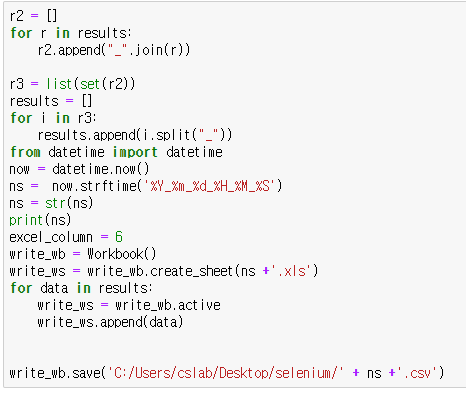 r2 = []
for r in results:
    r2.append("_".join(r))

r3 = list(set(r2))
results = []
for i in r3:
    results.append(i.split("_"))
from datetime import datetime
now = datetime.now()
ns =  now.strftime('%Y_%m_%d_%H_%M_%S')
ns = str(ns)
print(ns)
excel_column = 6
write_wb = Workbook()
write_ws = write_wb.create_sheet(ns +'.xls')
for data in results:
    write_ws = write_wb.active
    write_ws.append(data)


write_wb.save('C:/Users/cslab/Desktop/selenium/' + ns +'.csv')